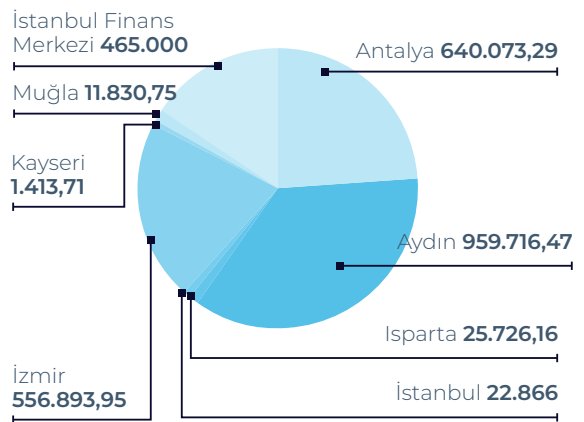 İstanbul Finans
Merkezi 465.000
Antalya 640.073,29
Muğla 11.830,75
Kayseri
1.413,71
Aydın 959.716,47
Isparta 25.726,16
İzmir
556.893,95
İstanbul 22.866